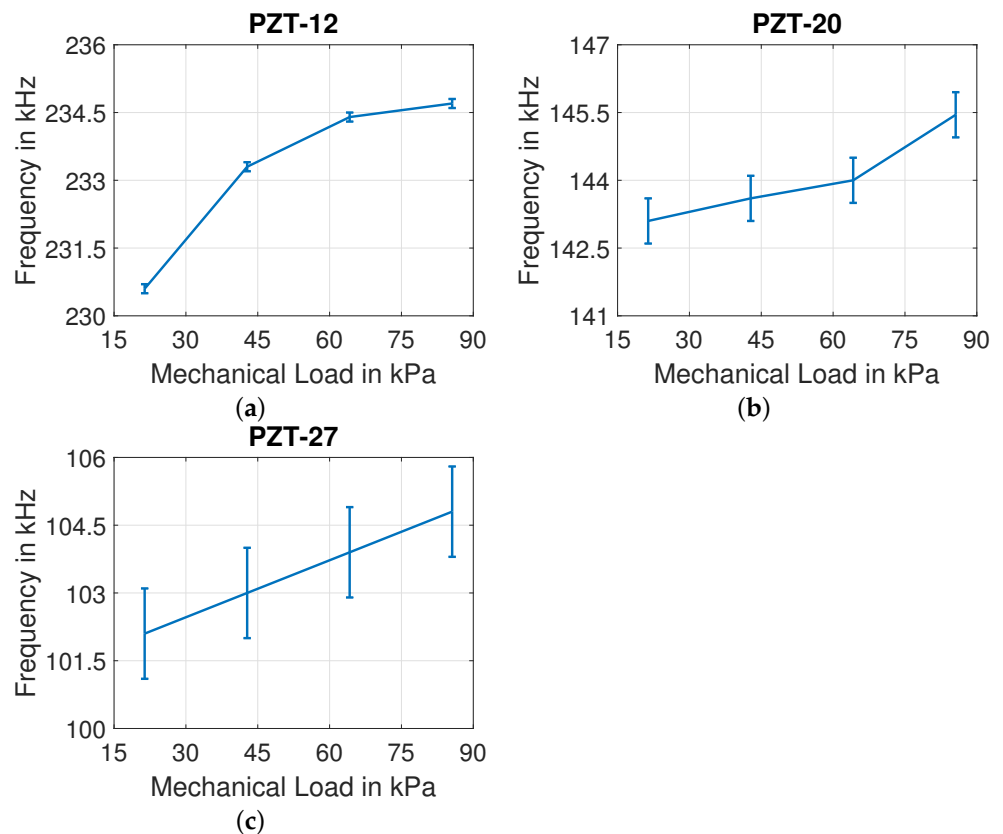 PZT-12
236
234.5
233
231.5
230
Frequency in kHz
15 30 45 60 75 90
Mechanical Load in kPa
(a)
PZT-20
147
145.5
144
142.5
141
Frequency in kHz
15 30 45 60 75 90
Mechanical Load in kPa
(b)
PZT-27
106
104.5
103
101.5
100
Frequency in kHz
15 30 45 60 75 90
Mechanical Load in kPa
(c)